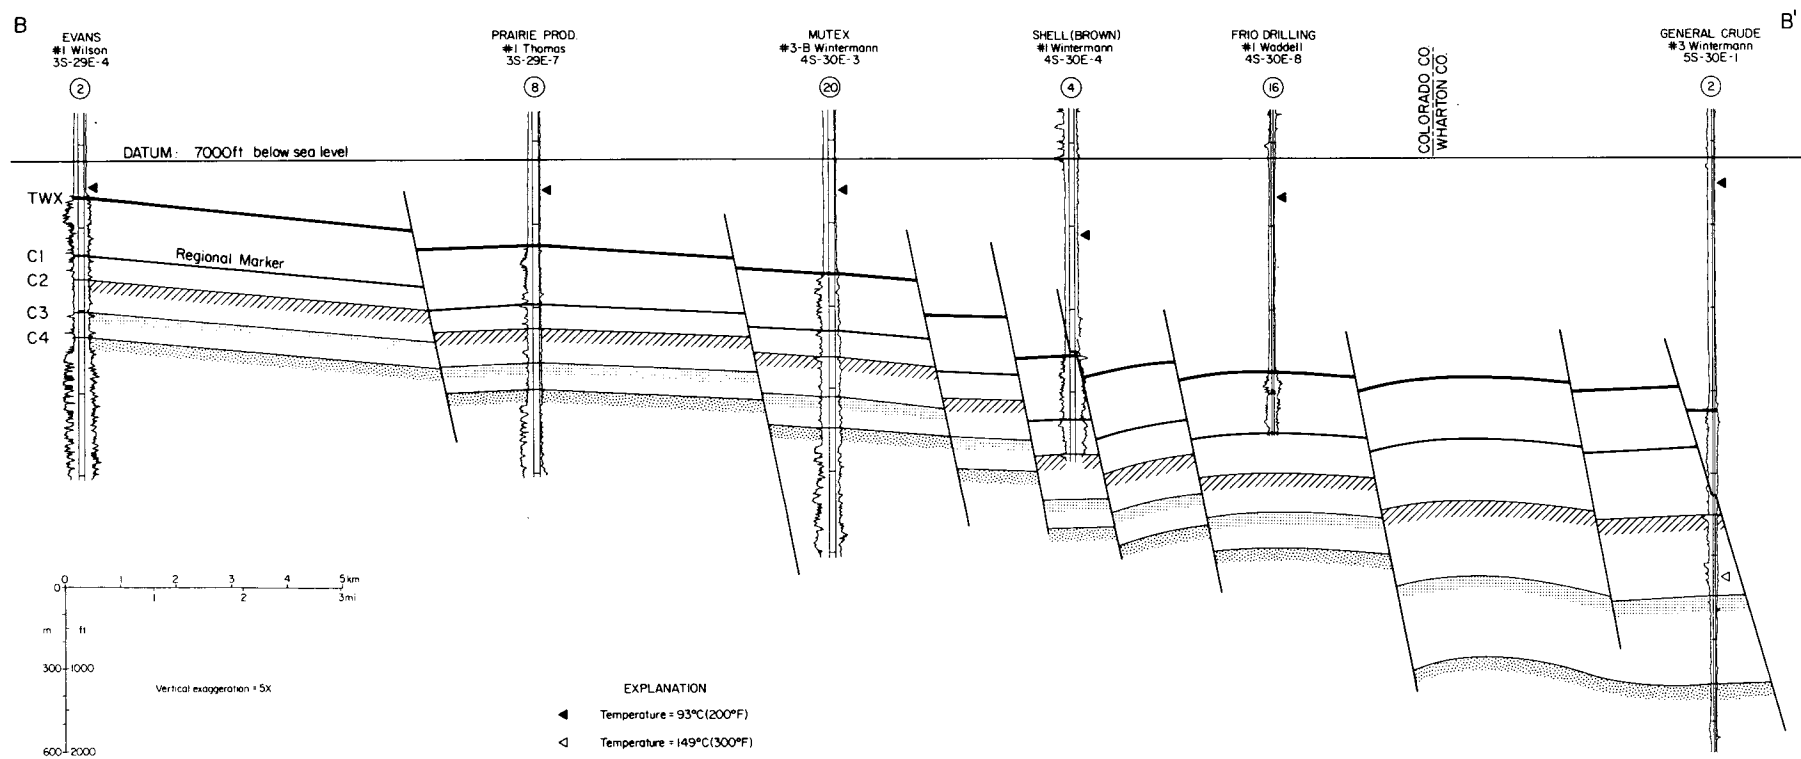 B
B'
EVANS
#1 Wilson
3S-29E-4
2
PRAIRIE PROD.
#1 Thomas
3S-29E-7
8
MUTEX
#3-B Wintermann
4S-30E-3
20
SHELL (BROWN)
#1 Wintermann
4S-30E-4
4
FRIO DRILLING
#1 Waddell
4S-30E-8
16
COLORADO CO.
WHARTON CO.
GENERAL CRUDE
#3 Wintermann
5S-30E-1
2
DATUM: 7000ft below sea level
TWX
C1
Regional Marker
C2
C3
C4
0 1 2 3 4 5 km
1 2 3 mi
0
m ft
300 1000
600 2000
Vertical exaggeration = 5X
EXPLANATION
Temperature = 93°C (200°F)
Temperature = 149°C (300°F)